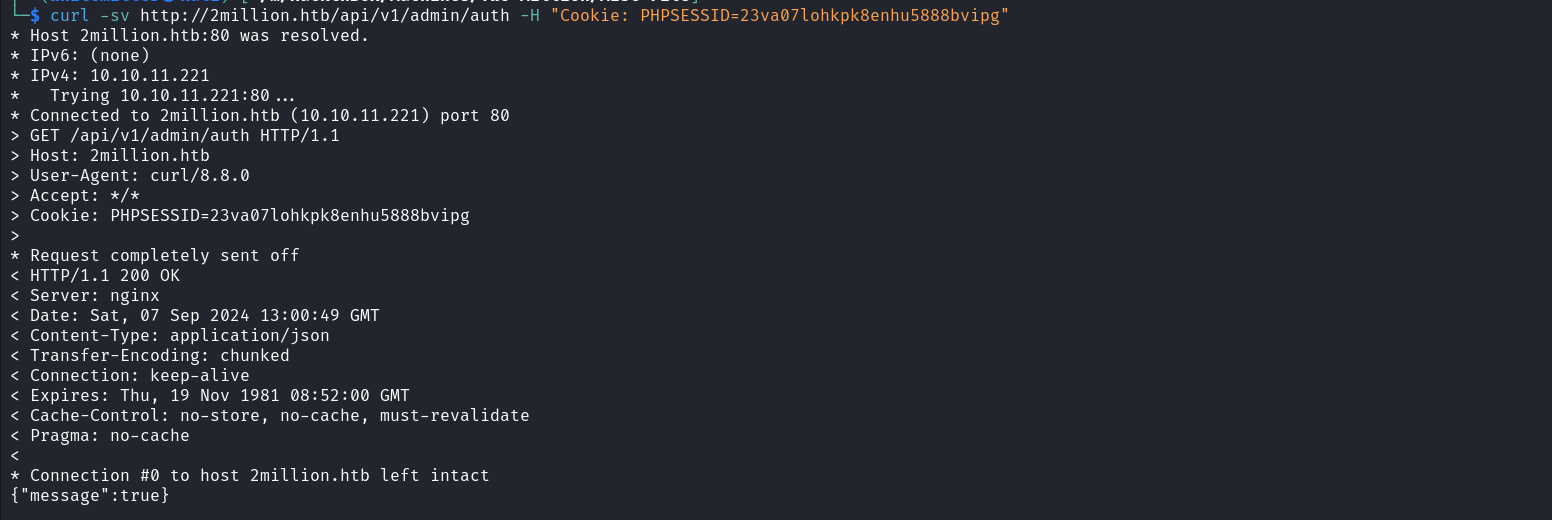 └─$ curl -sv http://2million.htb/api/v1/admin/auth -H "Cookie: PHPSESSID=23va07lohkpk8enhu5888bvipg"
* Host 2million.htb:80 was resolved.
* IPv6: (none)
* IPv4: 10.10.11.221
*   Trying 10.10.11.221:80...
* Connected to 2million.htb (10.10.11.221) port 80
> GET /api/v1/admin/auth HTTP/1.1
> Host: 2million.htb
> User-Agent: curl/8.8.0
> Accept: */*
> Cookie: PHPSESSID=23va07lohkpk8enhu5888bvipg
>
* Request completely sent off
< HTTP/1.1 200 OK
< Server: nginx
< Date: Sat, 07 Sep 2024 13:00:49 GMT
< Content-Type: application/json
< Transfer-Encoding: chunked
< Connection: keep-alive
< Expires: Thu, 19 Nov 1981 08:52:00 GMT
< Cache-Control: no-store, no-cache, must-revalidate
< Pragma: no-cache
<
* Connection #0 to host 2million.htb left intact
{"message":true}